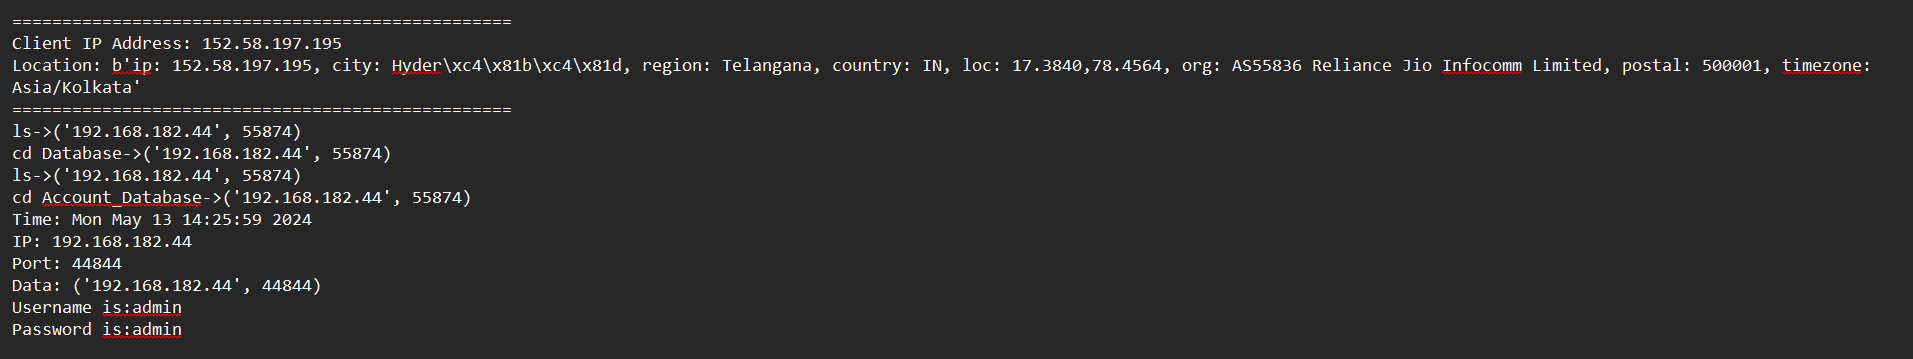 ==================================================
Client IP Address: 152.58.197.195
Location: b'ip: 152.58.197.195, city: Hyder\xc4\x81b\xc4\x81d, region: Telangana, country: IN, loc: 17.3840,78.4564, org: AS55836 Reliance Jio Infocomm Limited, postal: 500001, timezone:
Asia/Kolkata'
==================================================
ls->('192.168.182.44', 55874)
cd Database->('192.168.182.44', 55874)
ls->('192.168.182.44', 55874)
cd Account_Database->('192.168.182.44', 55874)
Time: Mon May 13 14:25:59 2024
IP: 192.168.182.44
Port: 44844
Data: ('192.168.182.44', 44844)
Username is:admin
Password is:admin